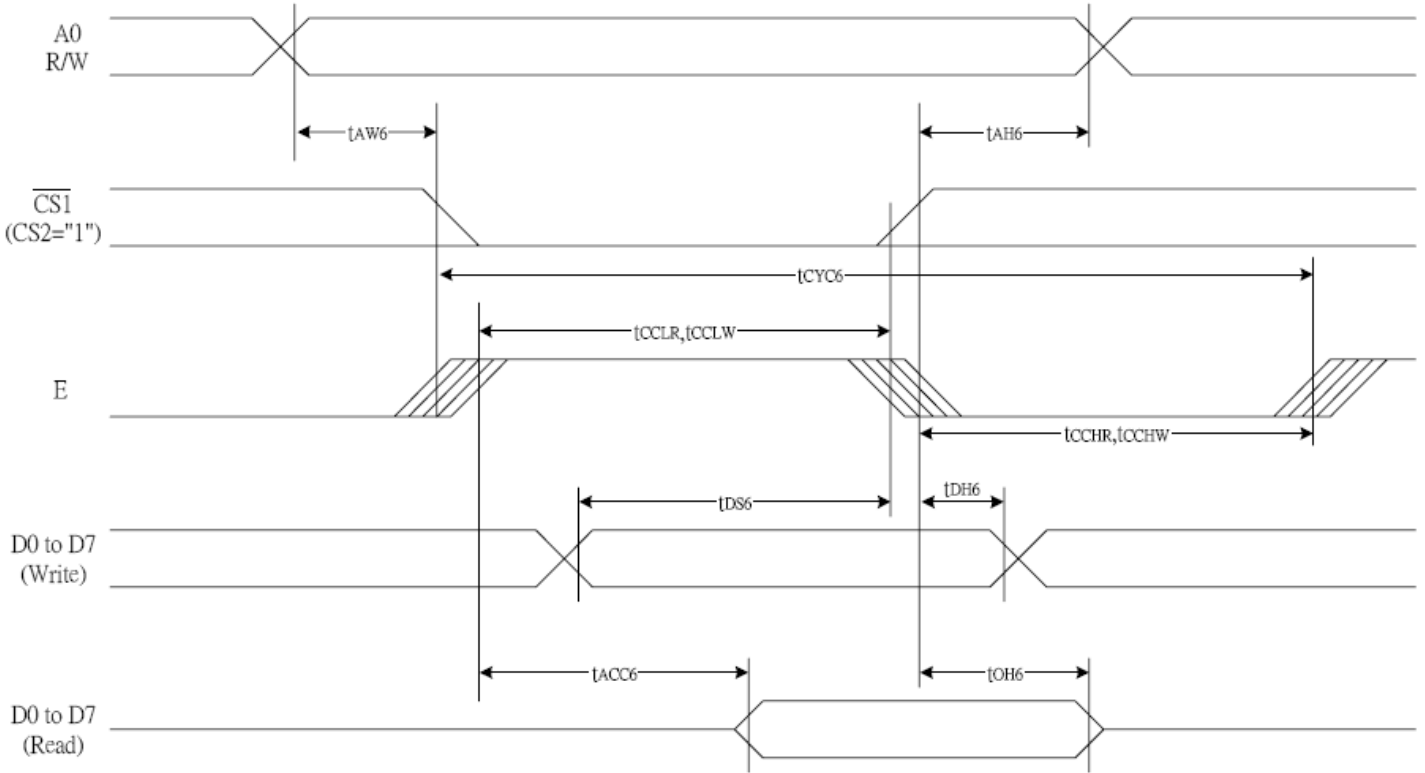 A0
R/W
tAW6
tAH6
CS1
(CS2="1")
tCYC6
tCCLR,tCCLW
E
tCCHR,tCCHW
tDS6
tDH6
D0 to D7
(Write)
tACC6
tOH6
D0 to D7
(Read)